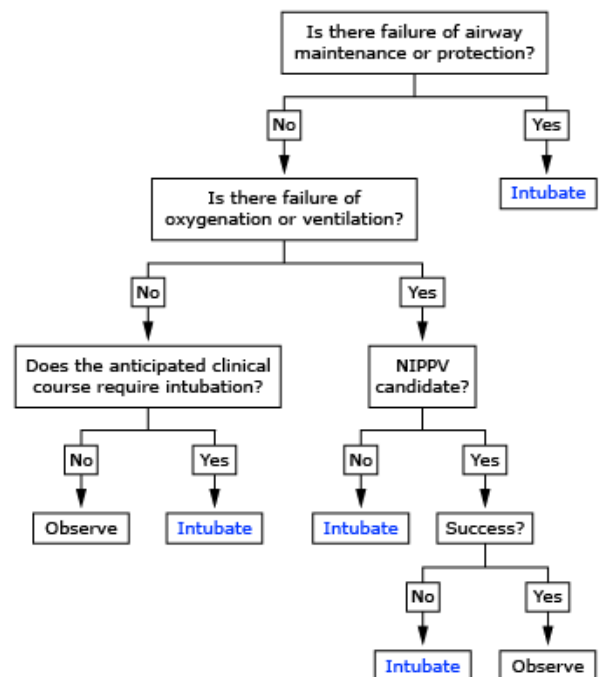 Is there failure of airway
maintenance or protection?
No
Yes
Is there failure of
oxygenation or ventilation?
Intubate
No
Yes
Does the anticipated clinical
course require intubation?
NIPPV
candidate?
No
Yes
No
Yes
Observe
Intubate
Intubate
Success?
No
Yes
Intubate
Observe